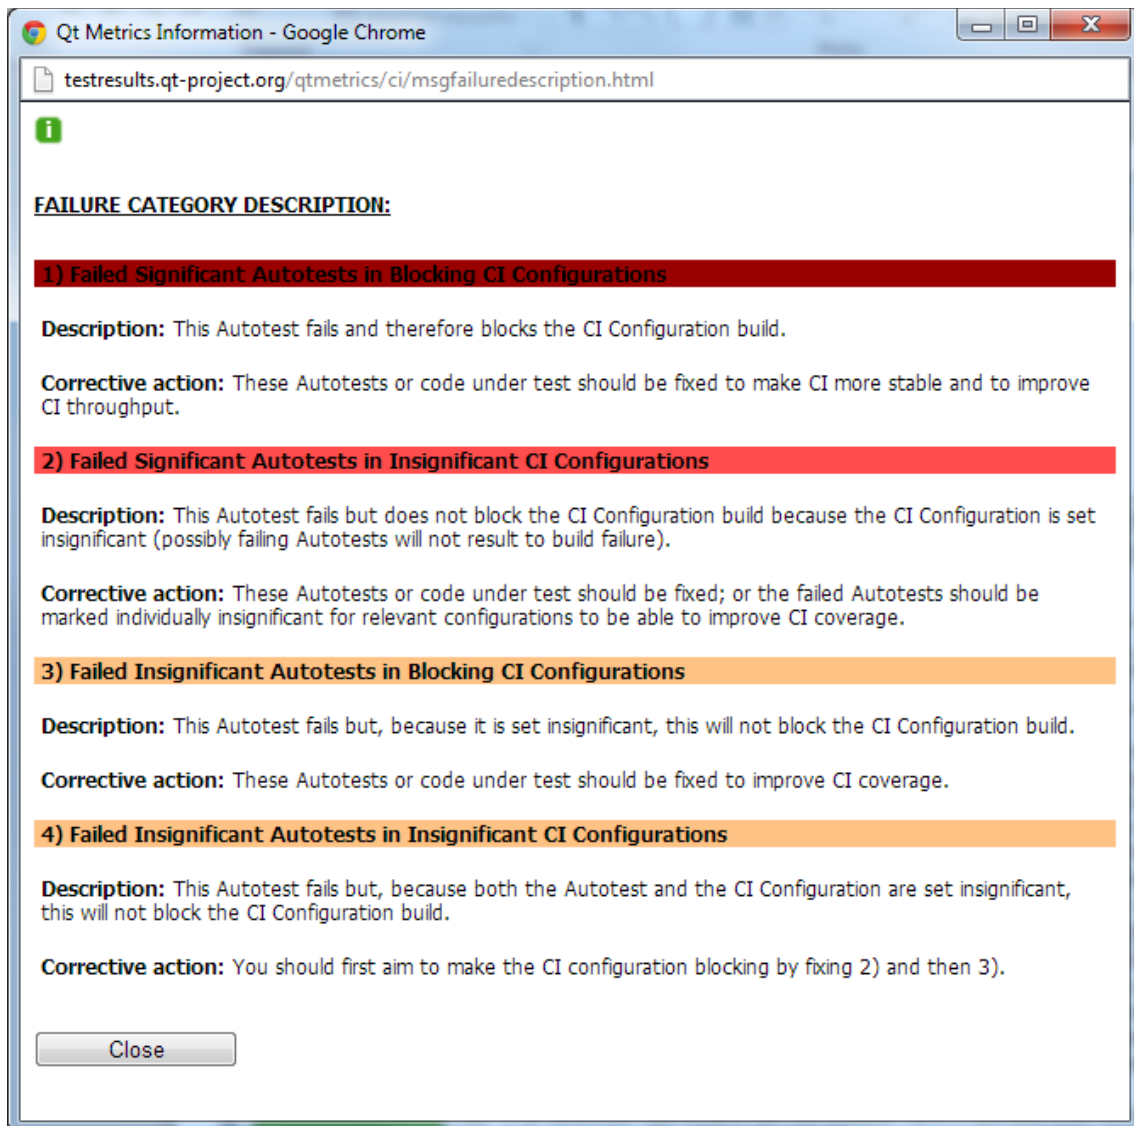 Qt Metrics Information - Google Chrome
testresults.qt-project.org/qtmetrics/ci/msgfailuredescription.html
i
FAILURE CATEGORY DESCRIPTION:
1) Failed Significant Autotests in Blocking CI Configurations
Description: This Autotest fails and therefore blocks the CI Configuration build.
Corrective action: These Autotests or code under test should be fixed to make CI more stable and to improve
CI throughput.
2) Failed Significant Autotests in Insignificant CI Configurations
Description: This Autotest fails but does not block the CI Configuration build because the CI Configuration is set
insignificant (possibly failing Autotests will not result to build failure).
Corrective action: These Autotests or code under test should be fixed; or the failed Autotests should be
marked individually insignificant for relevant configurations to be able to improve CI coverage.
3) Failed Insignificant Autotests in Blocking CI Configurations
Description: This Autotest fails but, because it is set insignificant, this will not block the CI Configuration build.
Corrective action: These Autotests or code under test should be fixed to improve CI coverage.
4) Failed Insignificant Autotests in Insignificant CI Configurations
Description: This Autotest fails but, because both the Autotest and the CI Configuration are set insignificant,
this will not block the CI Configuration build.
Corrective action: You should first aim to make the CI configuration blocking by fixing 2) and then 3).
Close